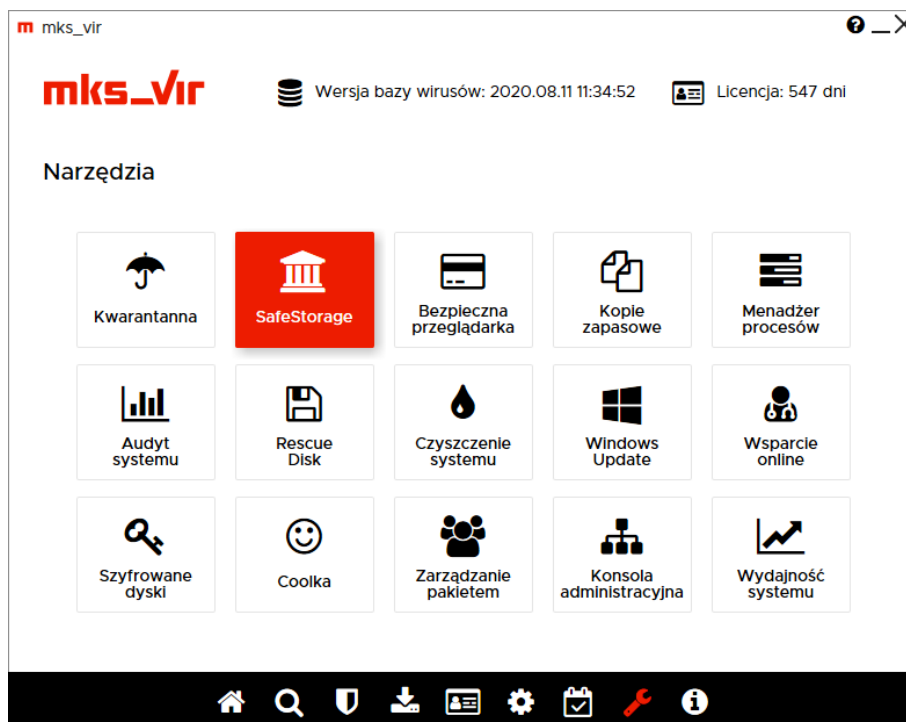 mks_vir
mks_vir
Wersja bazy wirusów: 2020.08.11 11:34:52
Licencja: 547 dni
Narzędzia
Kwarantanna
SafeStorage
Bezpieczna
przeglądarka
Kopie
zapasowe
Menadżer
procesów
Audyt
systemu
Rescue
Disk
Czyszczenie
systemu
Windows
Update
Wsparcie
online
Szyfrowane
dyski
Coolka
Zarządzanie
pakietem
Konsola
administracyjna
Wydajność
systemu